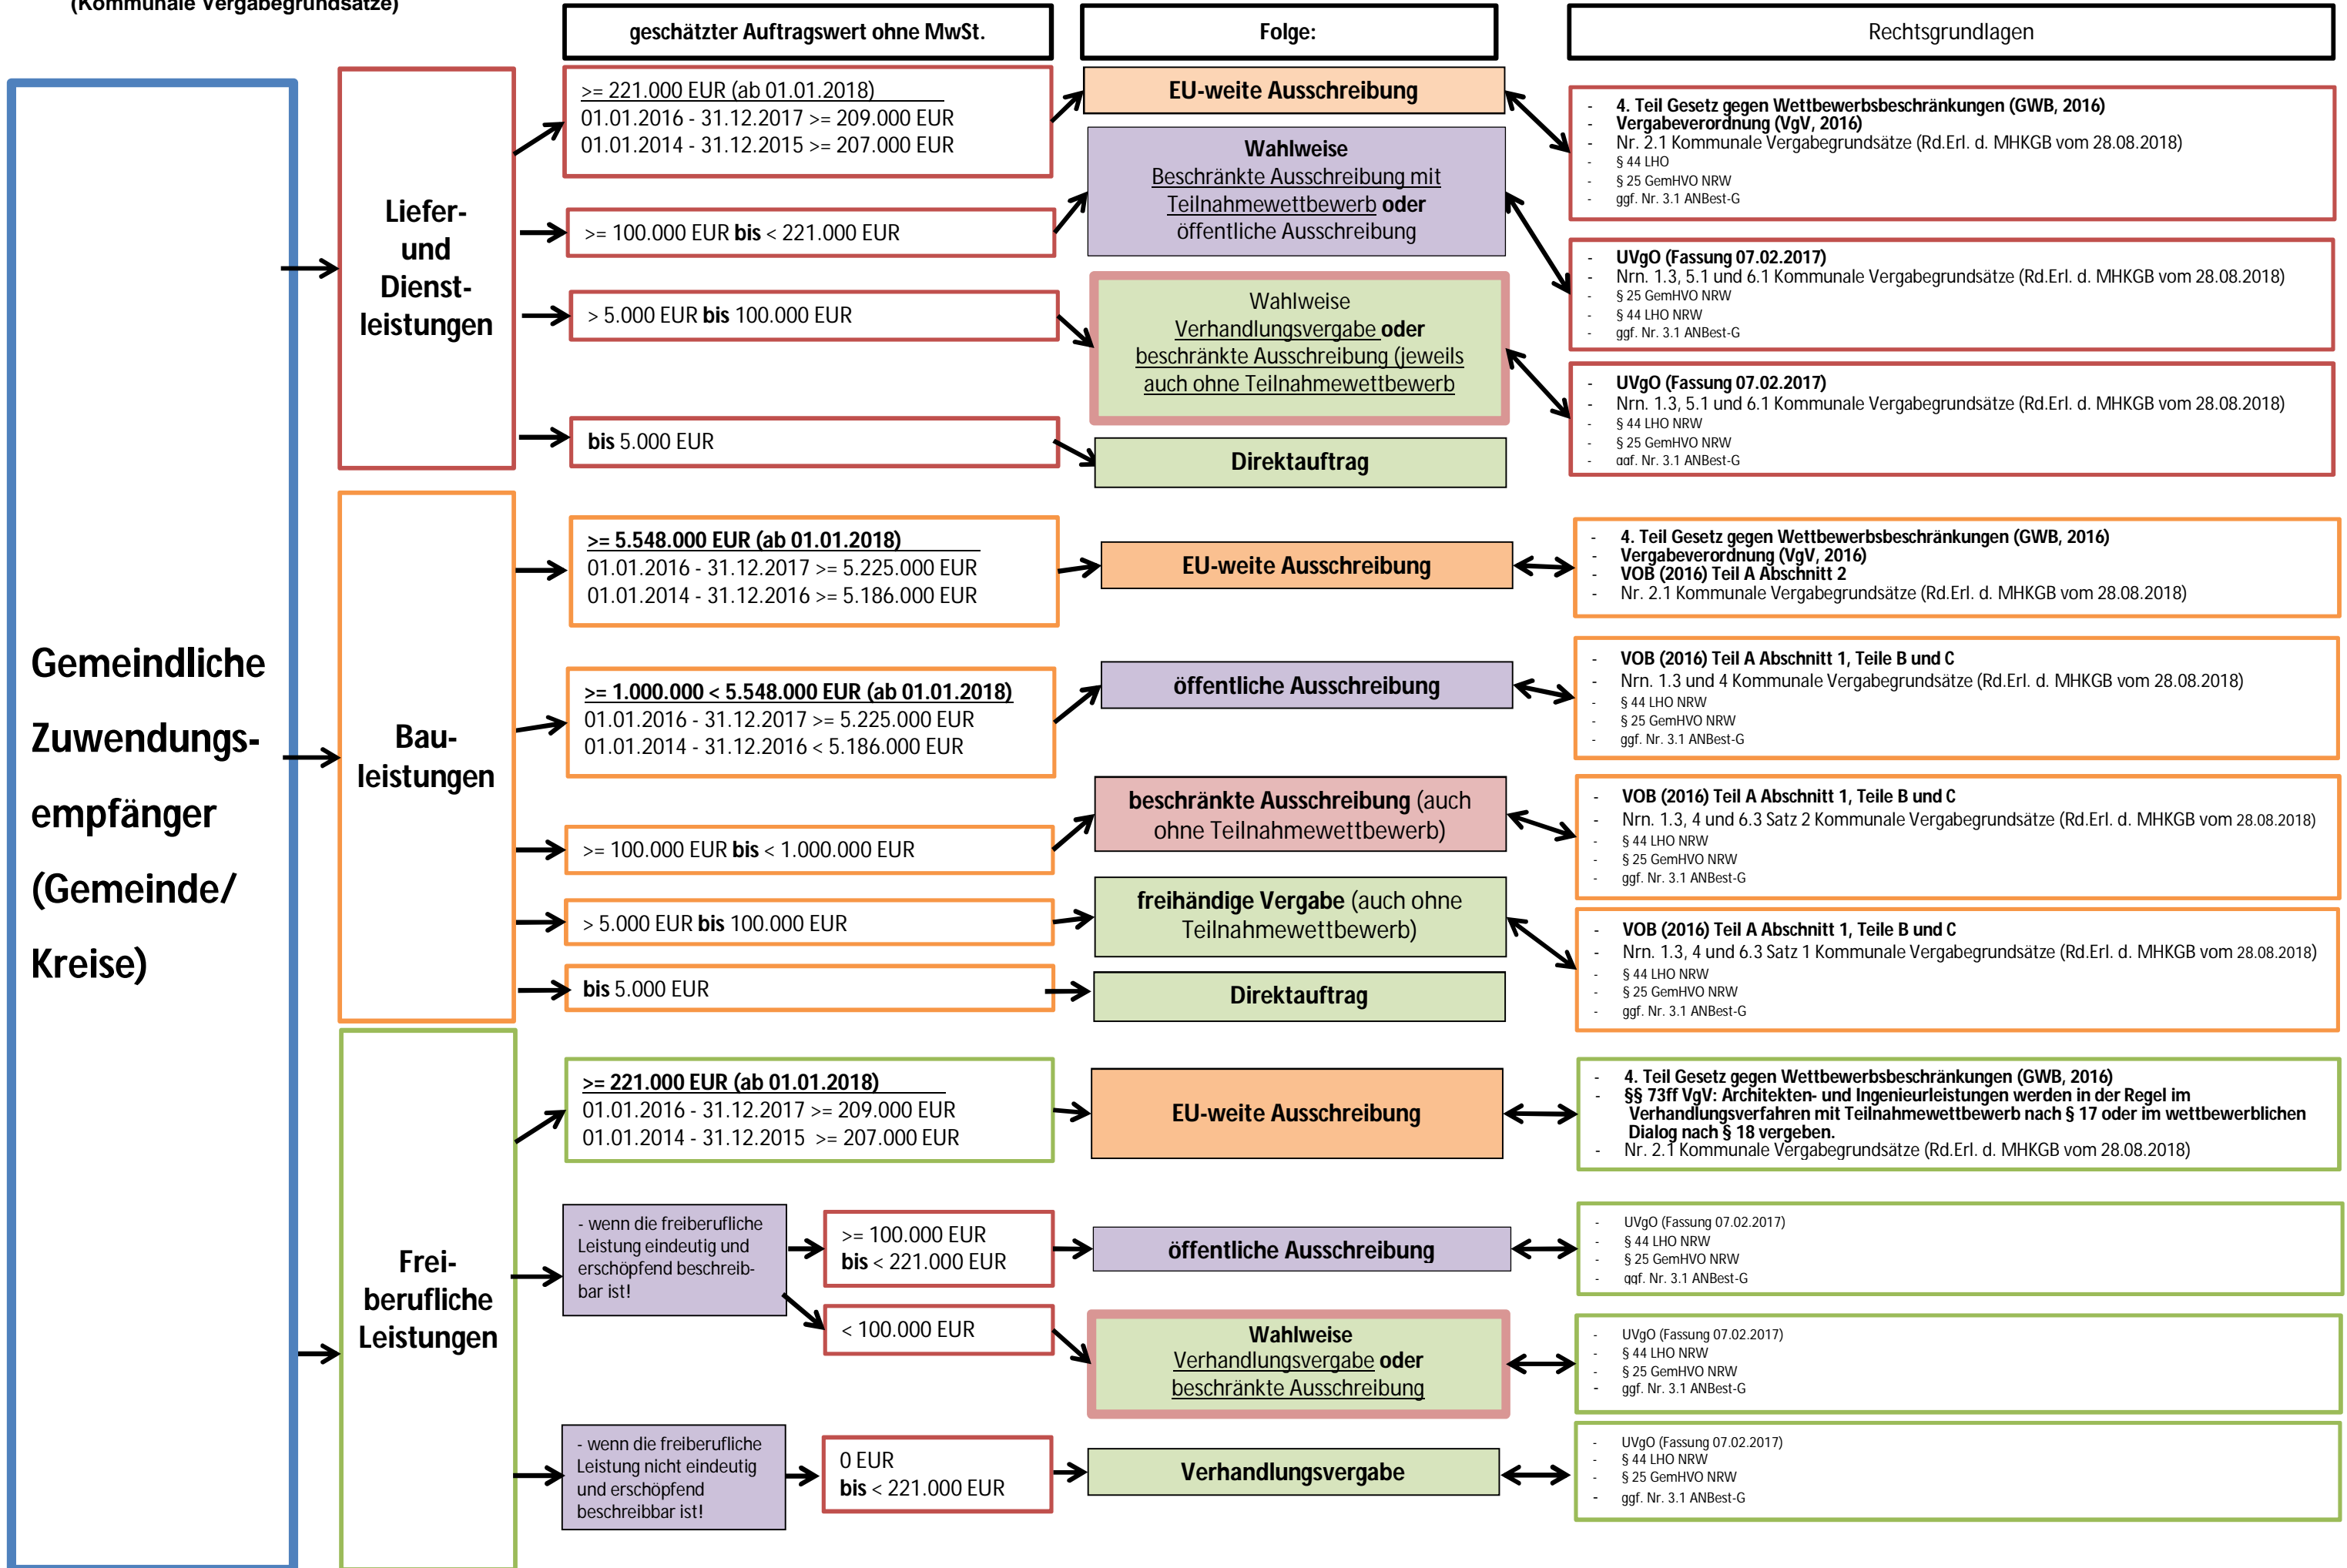 (Kommunale Vergabegrundsätze)
geschätzter Auftragswert ohne MwSt.
Folge:
Rechtsgrundlagen
Gemeindliche
Zuwendungs-
empfänger
(Gemeinde/
Kreise)
Liefer-
und
Dienst-
leistungen
>= 221.000 EUR (ab 01.01.2018)
01.01.2016 - 31.12.2017 >= 209.000 EUR
01.01.2014 - 31.12.2015 >= 207.000 EUR
EU-weite Ausschreibung
- 4. Teil Gesetz gegen Wettbewerbsbeschränkungen (GWB, 2016)
- Vergabeverordnung (VgV, 2016)
- Nr. 2.1 Kommunale Vergabegrundsätze (Rd.Erl. d. MHKGB vom 28.08.2018)
- § 44 LHO
- § 25 GemHVO NRW
- ggf. Nr. 3.1 ANBest-G
>= 100.000 EUR bis < 221.000 EUR
Wahlweise
Beschränkte Ausschreibung mit
Teilnahmewettbewerb oder
öffentliche Ausschreibung
- UVgO (Fassung 07.02.2017)
- Nrn. 1.3, 5.1 und 6.1 Kommunale Vergabegrundsätze (Rd.Erl. d. MHKGB vom 28.08.2018)
- § 25 GemHVO NRW
- § 44 LHO NRW
- ggf. Nr. 3.1 ANBest-G
> 5.000 EUR bis 100.000 EUR
Wahlweise
Verhandlungsvergabe oder
beschränkte Ausschreibung (jeweils
auch ohne Teilnahmewettbewerb
- UVgO (Fassung 07.02.2017)
- Nrn. 1.3, 5.1 und 6.1 Kommunale Vergabegrundsätze (Rd.Erl. d. MHKGB vom 28.08.2018)
- § 44 LHO NRW
- § 25 GemHVO NRW
- ggf. Nr. 3.1 ANBest-G
bis 5.000 EUR
Direktauftrag
Bau-
leistungen
>= 5.548.000 EUR (ab 01.01.2018)
01.01.2016 - 31.12.2017 >= 5.225.000 EUR
01.01.2014 - 31.12.2016 >= 5.186.000 EUR
EU-weite Ausschreibung
- 4. Teil Gesetz gegen Wettbewerbsbeschränkungen (GWB, 2016)
- Vergabeverordnung (VgV, 2016)
- VOB (2016) Teil A Abschnitt 2
- Nr. 2.1 Kommunale Vergabegrundsätze (Rd.Erl. d. MHKGB vom 28.08.2018)
>= 1.000.000 < 5.548.000 EUR (ab 01.01.2018)
01.01.2016 - 31.12.2017 >= 5.225.000 EUR
01.01.2014 - 31.12.2016 < 5.186.000 EUR
öffentliche Ausschreibung
- VOB (2016) Teil A Abschnitt 1, Teile B und C
- Nrn. 1.3 und 4 Kommunale Vergabegrundsätze (Rd.Erl. d. MHKGB vom 28.08.2018)
- § 44 LHO NRW
- § 25 GemHVO NRW
- ggf. Nr. 3.1 ANBest-G
>= 100.000 EUR bis < 1.000.000 EUR
beschränkte Ausschreibung (auch
ohne Teilnahmewettbewerb)
- VOB (2016) Teil A Abschnitt 1, Teile B und C
- Nrn. 1.3, 4 und 6.3 Satz 2 Kommunale Vergabegrundsätze (Rd.Erl. d. MHKGB vom 28.08.2018)
- § 44 LHO NRW
- § 25 GemHVO NRW
- ggf. Nr. 3.1 ANBest-G
> 5.000 EUR bis 100.000 EUR
freihändige Vergabe (auch ohne
Teilnahmewettbewerb)
- VOB (2016) Teil A Abschnitt 1, Teile B und C
- Nrn. 1.3, 4 und 6.3 Satz 1 Kommunale Vergabegrundsätze (Rd.Erl. d. MHKGB vom 28.08.2018)
- § 44 LHO NRW
- § 25 GemHVO NRW
- ggf. Nr. 3.1 ANBest-G
bis 5.000 EUR
Direktauftrag
Frei-
berufliche
Leistungen
>= 221.000 EUR (ab 01.01.2018)
01.01.2016 - 31.12.2017 >= 209.000 EUR
01.01.2014 - 31.12.2015 >= 207.000 EUR
EU-weite Ausschreibung
- 4. Teil Gesetz gegen Wettbewerbsbeschränkungen (GWB, 2016)
- §§ 73ff VgV: Architekten- und Ingenieurleistungen werden in der Regel im
Verhandlungsverfahren mit Teilnahmewettbewerb nach § 17 oder im wettbewerblichen
Dialog nach § 18 vergeben.
- Nr. 2.1 Kommunale Vergabegrundsätze (Rd.Erl. d. MHKGB vom 28.08.2018)
- wenn die freiberufliche
Leistung eindeutig und
erschöpfend beschreib-
bar ist!
>= 100.000 EUR
bis < 221.000 EUR
öffentliche Ausschreibung
- UVgO (Fassung 07.02.2017)
- § 44 LHO NRW
- § 25 GemHVO NRW
- ggf. Nr. 3.1 ANBest-G
< 100.000 EUR
Wahlweise
Verhandlungsvergabe oder
beschränkte Ausschreibung
- UVgO (Fassung 07.02.2017)
- § 44 LHO NRW
- § 25 GemHVO NRW
- ggf. Nr. 3.1 ANBest-G
- wenn die freiberufliche
Leistung nicht eindeutig
und erschöpfend
beschreibbar ist!
0 EUR
bis < 221.000 EUR
Verhandlungsvergabe
- UVgO (Fassung 07.02.2017)
- § 44 LHO NRW
- § 25 GemHVO NRW
- ggf. Nr. 3.1 ANBest-G